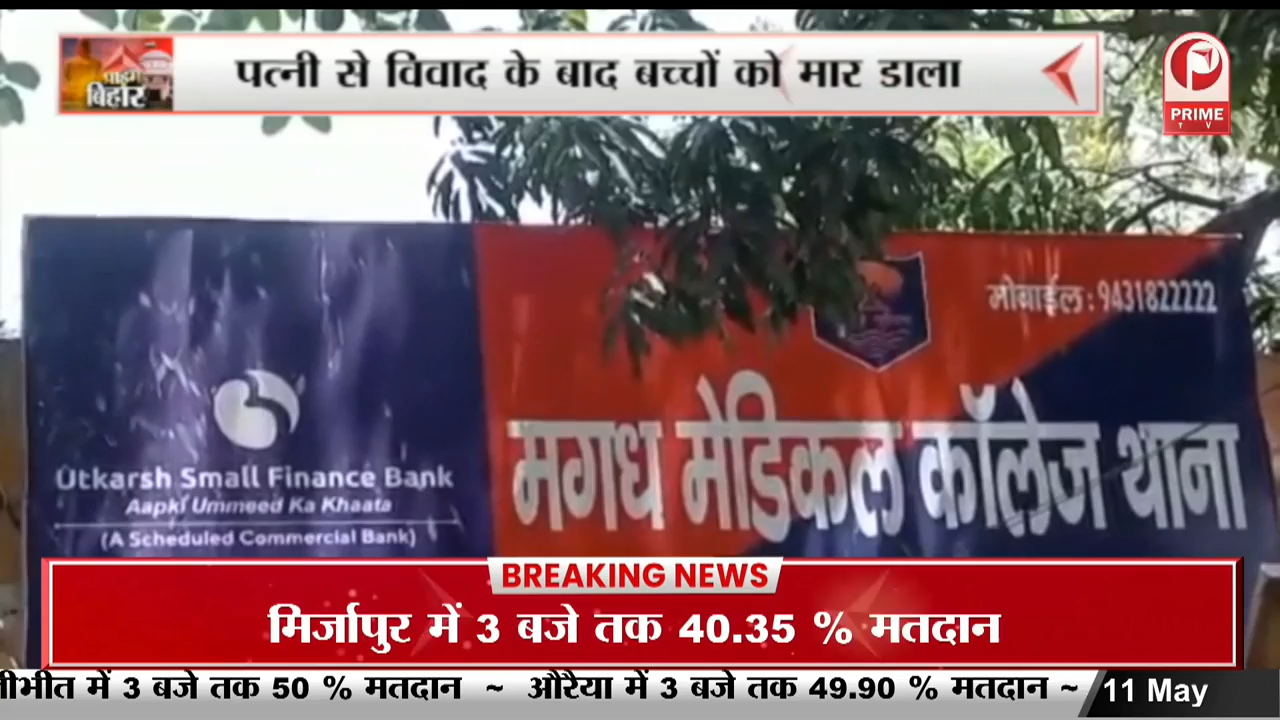 प्राइम
बिहार
पत्नी से विवाद के बाद बच्चों को मार डाला
PRIME
TV
मोबाईल : 9431822222
मगध मेडिकल कॉलेज थाना
Utkarsh Small Finance Bank
Aapki Ummeed Ka Khaata
(A Scheduled Commercial Bank)
BREAKING NEWS
मिर्जापुर में 3 बजे तक 40.35 % मतदान
लीभीत में 3 बजे तक 50 % मतदान ~ औरैया में 3 बजे तक 49.90 % मतदान ~ 11 May